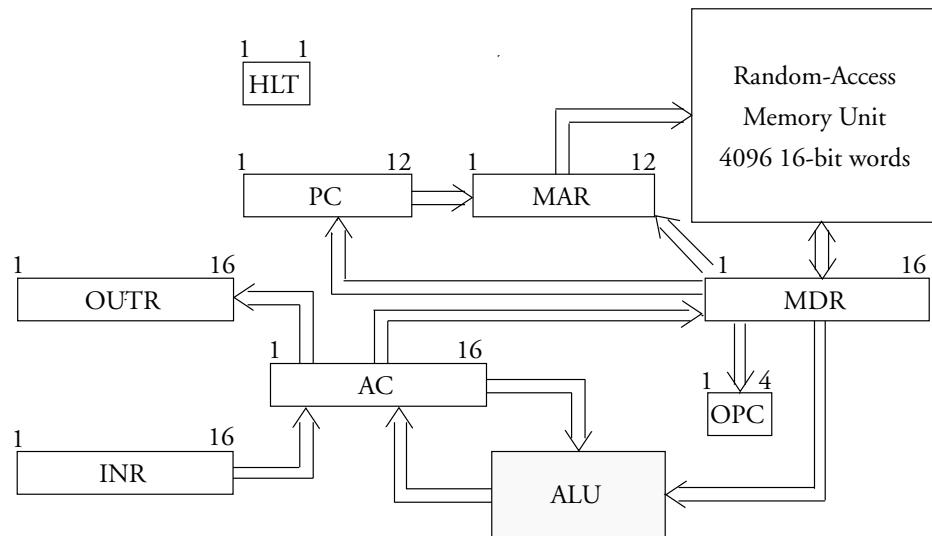 1 1
HLT
Random-Access
Memory Unit
4096 16-bit words
1 12
PC
1 12
MAR
1 16
OUTR
1 16
MDR
1 16
AC
1 4
OPC
1 16
INR
ALU